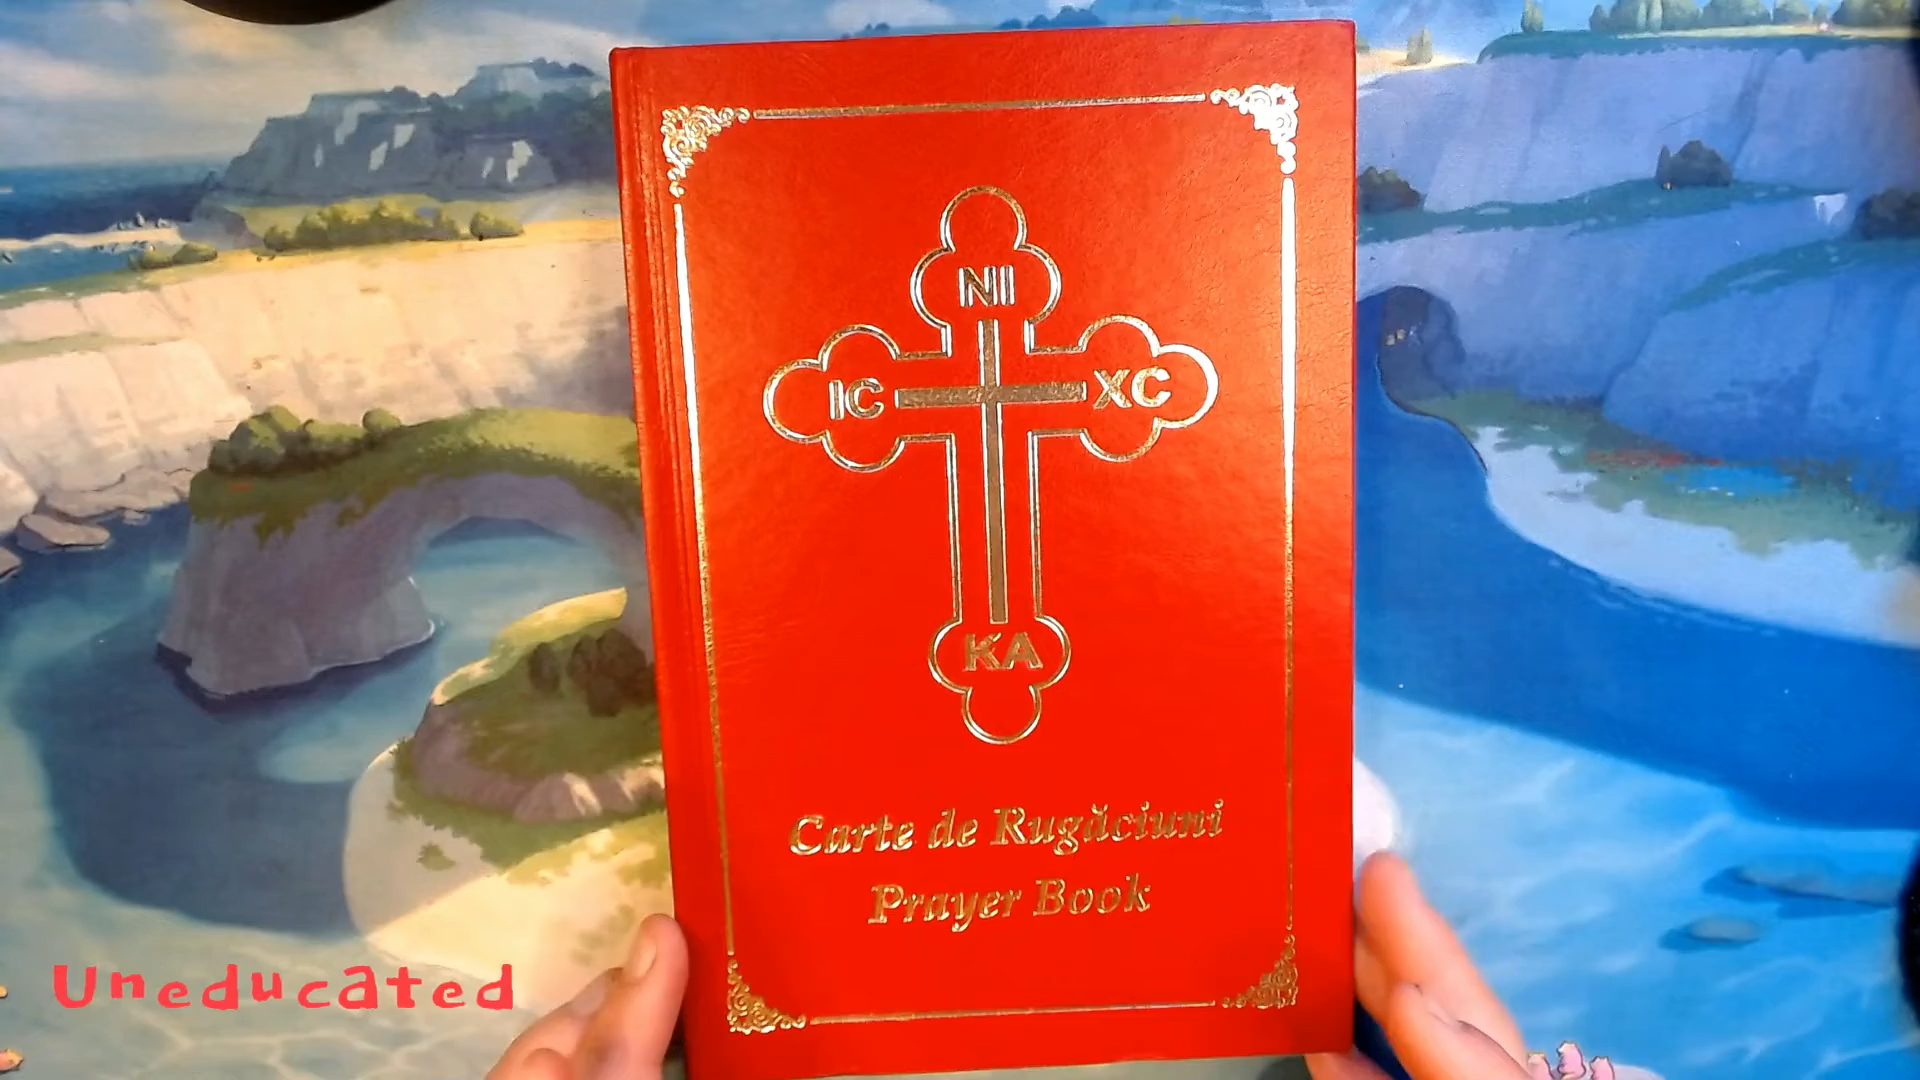 NI
IC XC
KA
Carte de Rugăciuni
Prayer Book
Uneducated